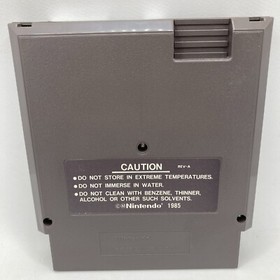 CAUTION REV-A
●DO NOT STORE IN EXTREME TEMPERATURES.
●DO NOT IMMERSE IN WATER.
●DO NOT CLEAN WITH BENZENE, THINNER,
ALCOHOL OR OTHER SUCH SOLVENTS.
©Nintendo® 1985